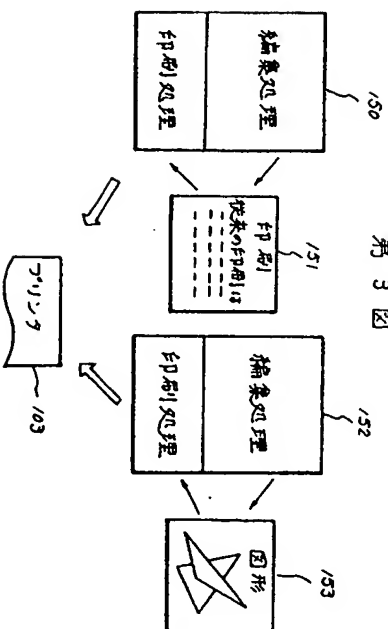 第3図
150
編集処理
印刷処理
151
印刷
従来の印刷は
152
編集処理
印刷処理
153
図形
プリンタ
103